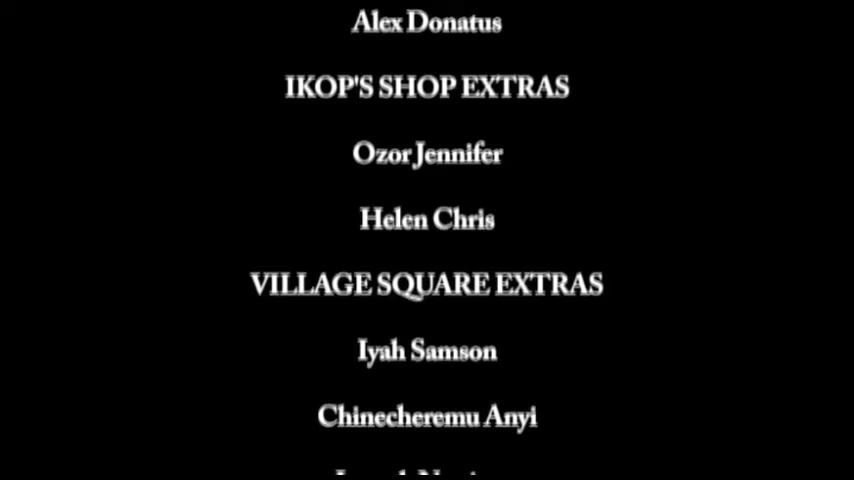 Alex Donatus
IKOP'S SHOP EXTRAS
Ozor Jennifer
Helen Chris
VILLAGE SQUARE EXTRAS
Iyah Samson
Chinecheremu Anyi